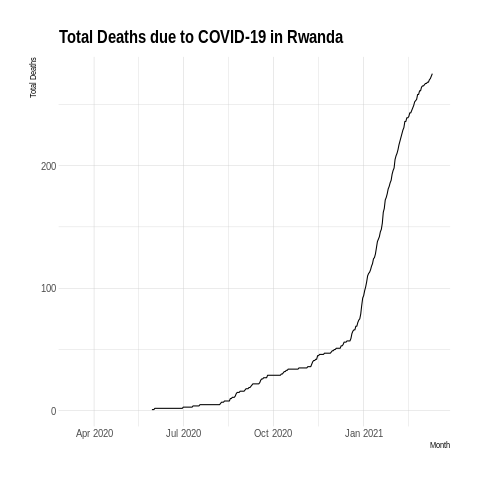 Total Deaths due to COVID-19 in Rwanda
Total Deaths
200
100
0
Apr 2020 Jul 2020 Oct 2020 Jan 2021
Month